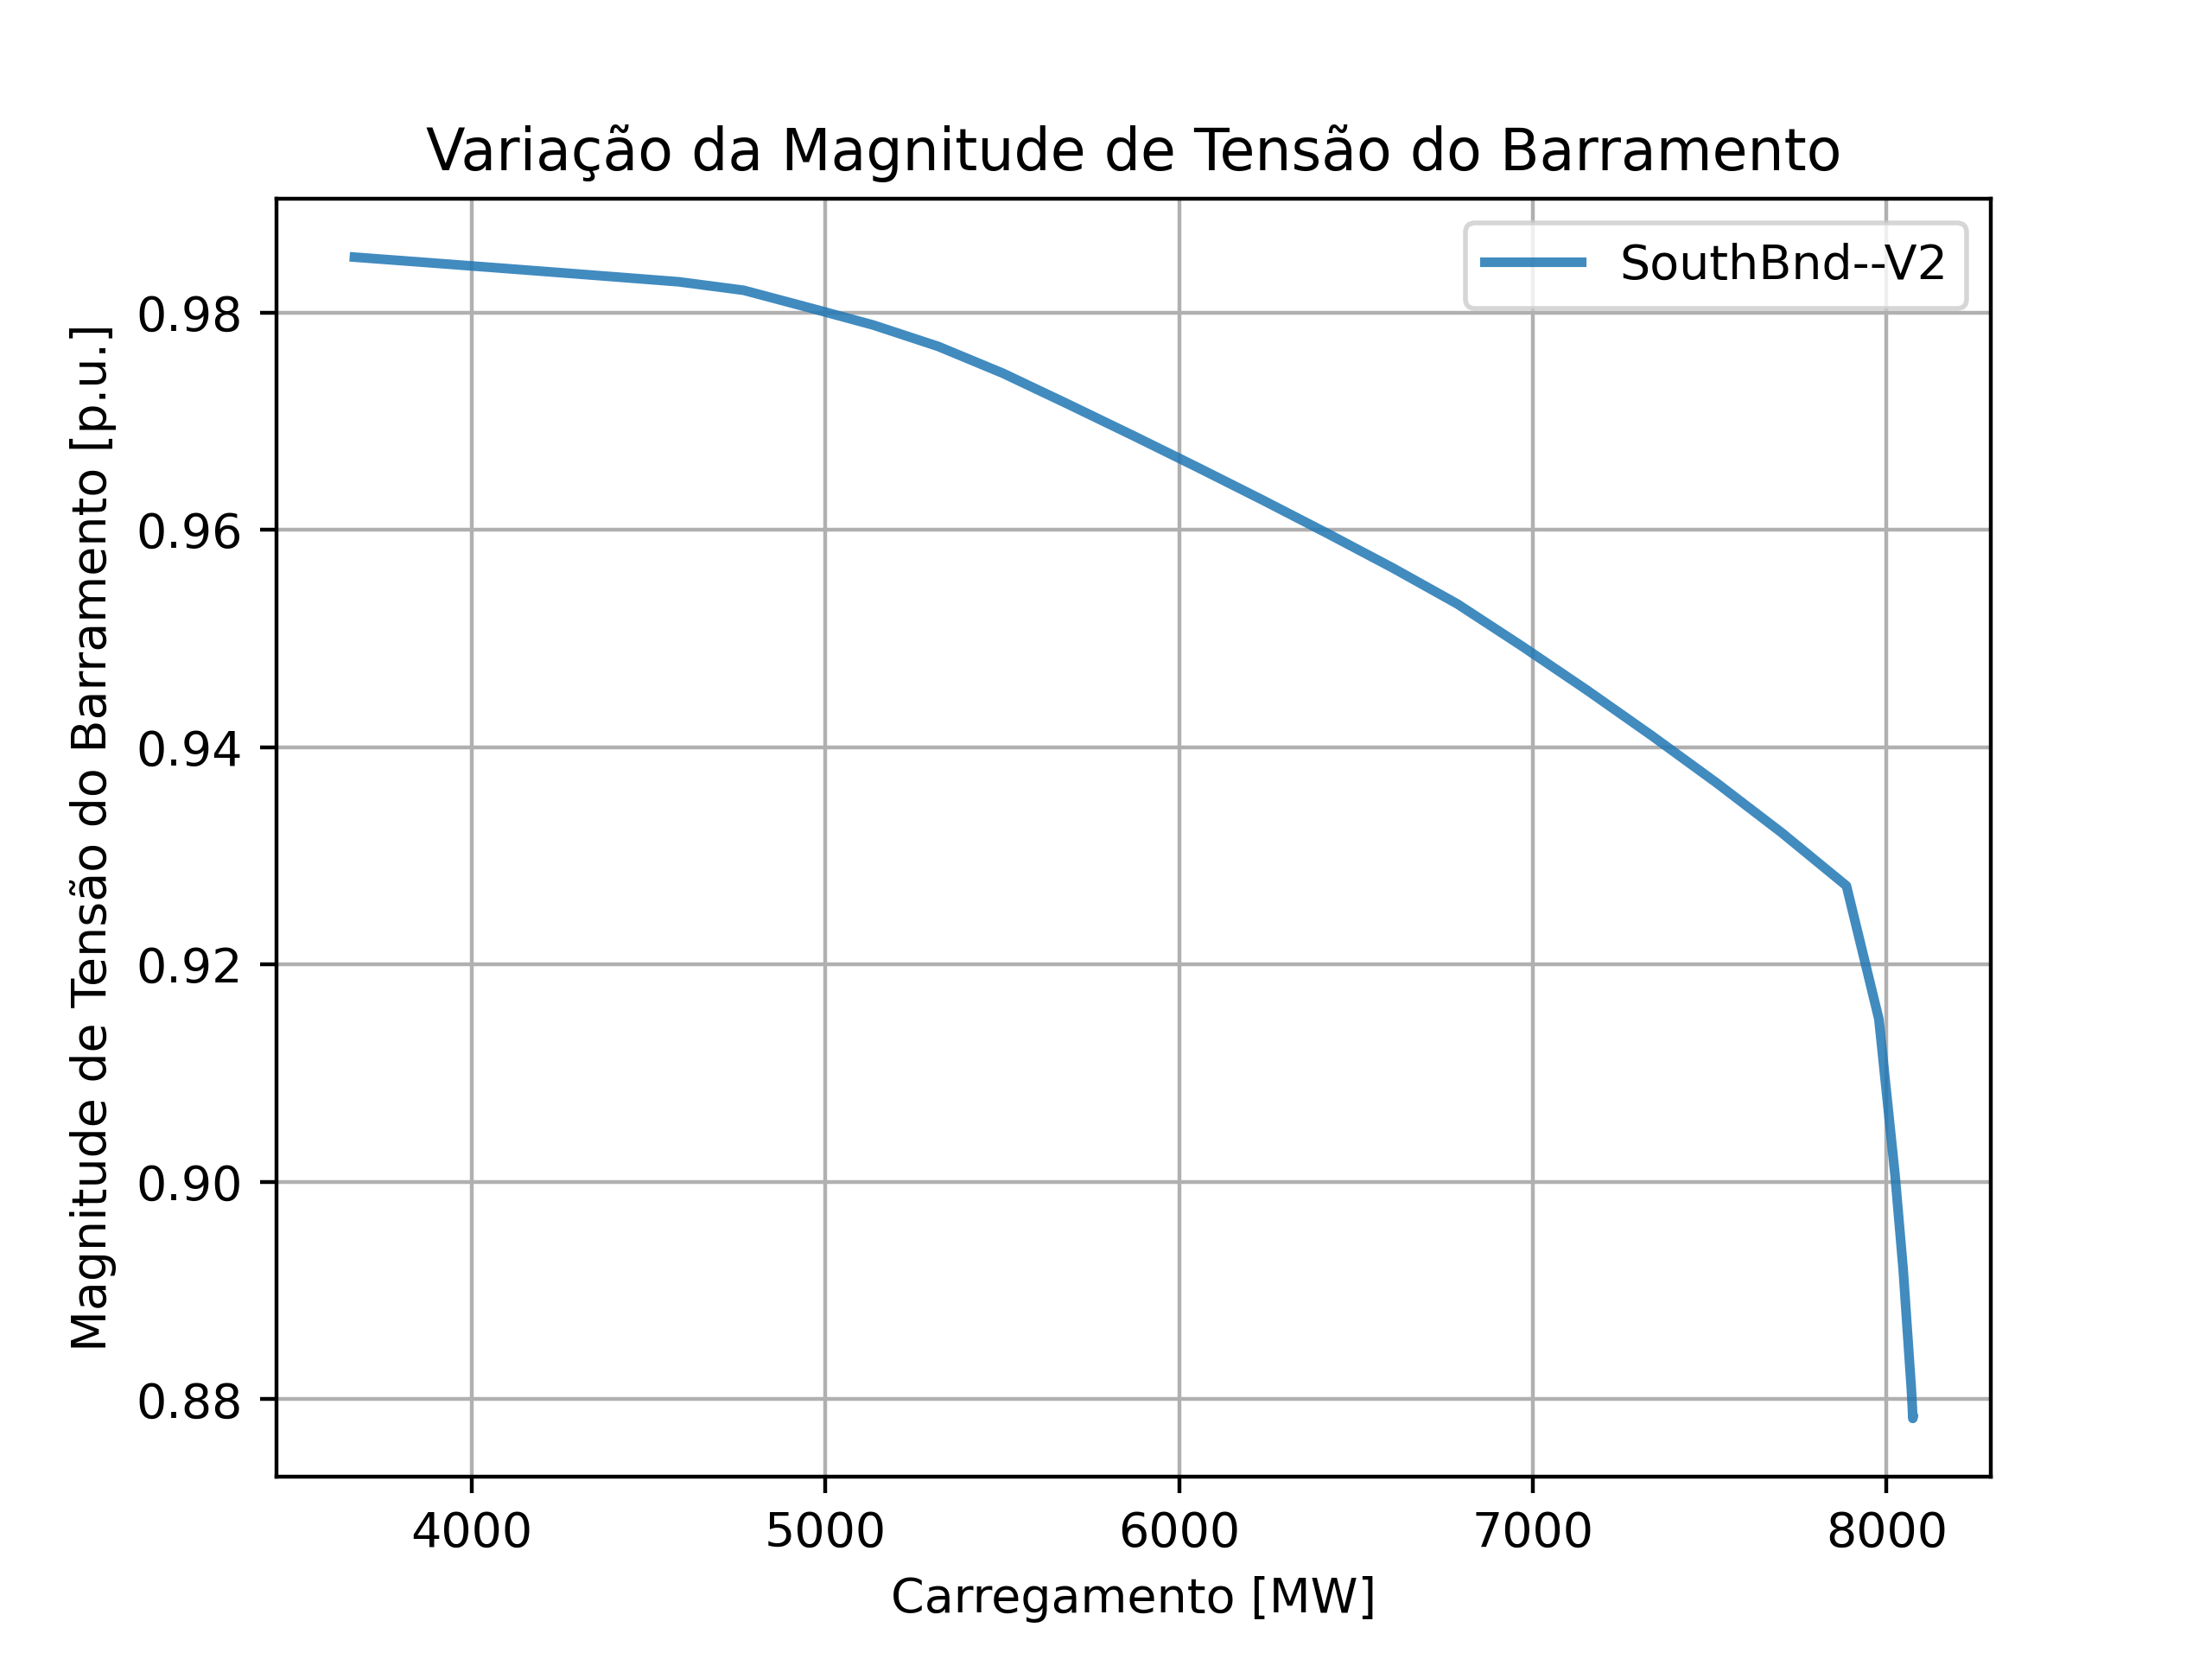 Variação da Magnitude de Tensão do Barramento
SouthBnd--V2
Magnitude de Tensão do Barramento [p.u.]
0.98
0.96
0.94
0.92
0.90
0.88
4000 5000 6000 7000 8000
Carregamento [MW]